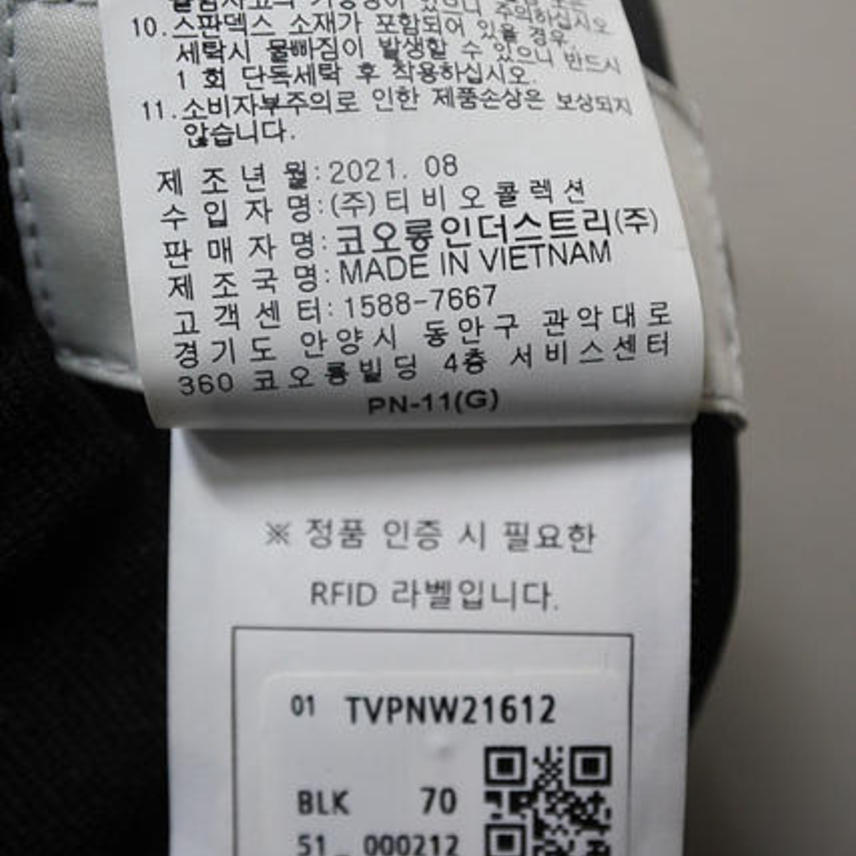 10. 스판덱스 소재가 포함되어 있을 경우,
세탁시 물빠짐이 발생할 수 있으니 반드시
1 회 단독세탁 후 착용하십시오.
11. 소비자부주의로 인한 제품손상은 보상되지
않습니다.
제 조 년 월: 2021. 08
수 입 자 명: (주) 티 비 오 콜 렉 션
판 매 자 명: 코오롱인더스트리(주)
제 조 국 명: MADE IN VIETNAM
고 객 센 터: 1588-7667
경 기 도 안 양 시 동 안 구 관 악 대 로
360 코 오 롱 빌 딩 4층 서 비 스 센 터
PN-11(G)
※ 정품 인증 시 필요한
RFID 라벨입니다.
01 TVPNW21612
BLK 70
51_ 000212